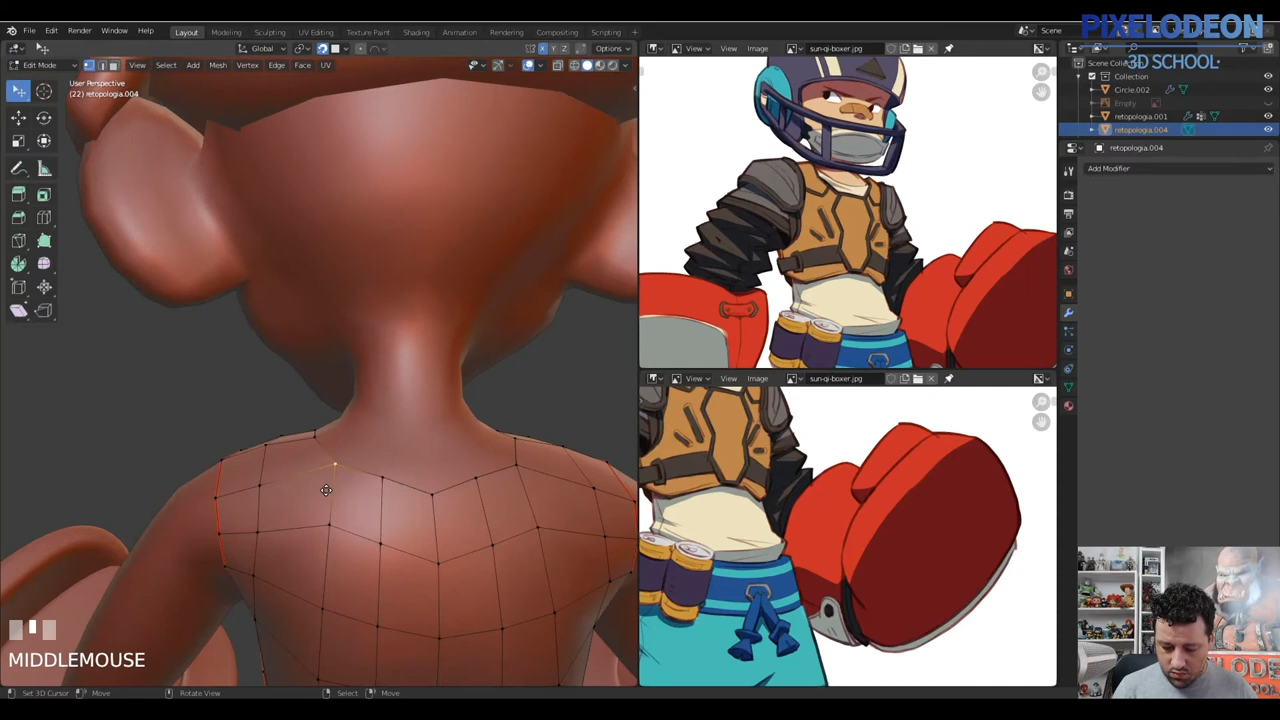 File Edit Render Window Help Layout Modeling Sculpting UV Editing Texture Paint Shading Animation Rendering Compositing Scripting Scene
PIXELODEON
3D SCHOOL
Global Options
View Image sun-qi-boxer.jpg
Edit Mode View Select Add Mesh Vertex Edge Face UV
X Y Z
Scene Collection
Collection
Circle.002
Empty
retopologia.001
retopologia.004
retopologia.004
Add Modifier
User Perspective
(22) retopologia.004
View View Image sun-qi-boxer.jpg
MIDDLEMOUSE
Set 3D Cursor Move Rotate View Select Move